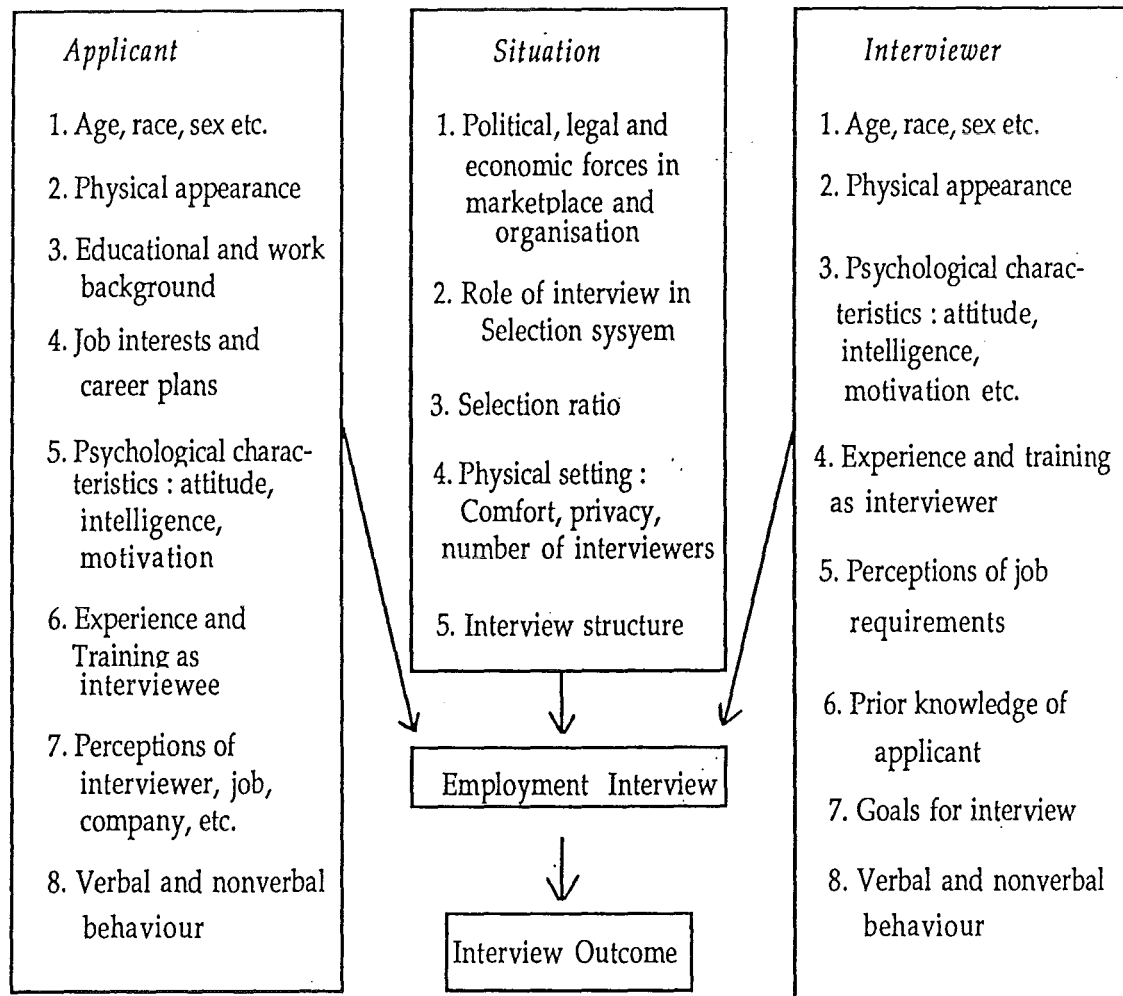 Applicant
1. Age, race, sex etc.
2. Physical appearance
3. Educational and work
background
4. Job interests and
career plans
5. Psychological charac-
teristics : attitude,
intelligence,
motivation
6. Experience and
Training as
interviewee
7. Perceptions of
interviewer, job,
company, etc.
8. Verbal and nonverbal
behaviour
Situation
1. Political, legal and
economic forces in
marketplace and
organisation
2. Role of interview in
Selection sysyem
3. Selection ratio
4. Physical setting :
Comfort, privacy,
number of interviewers
5. Interview structure
Interviewer
1. Age, race, sex etc.
2. Physical appearance
3. Psychological charac-
teristics : attitude,
intelligence,
motivation etc.
4. Experience and training
as interviewer
5. Perceptions of job
requirements
6. Prior knowledge of
applicant
7. Goals for interview
8. Verbal and nonverbal
behaviour
Employment Interview
Interview Outcome